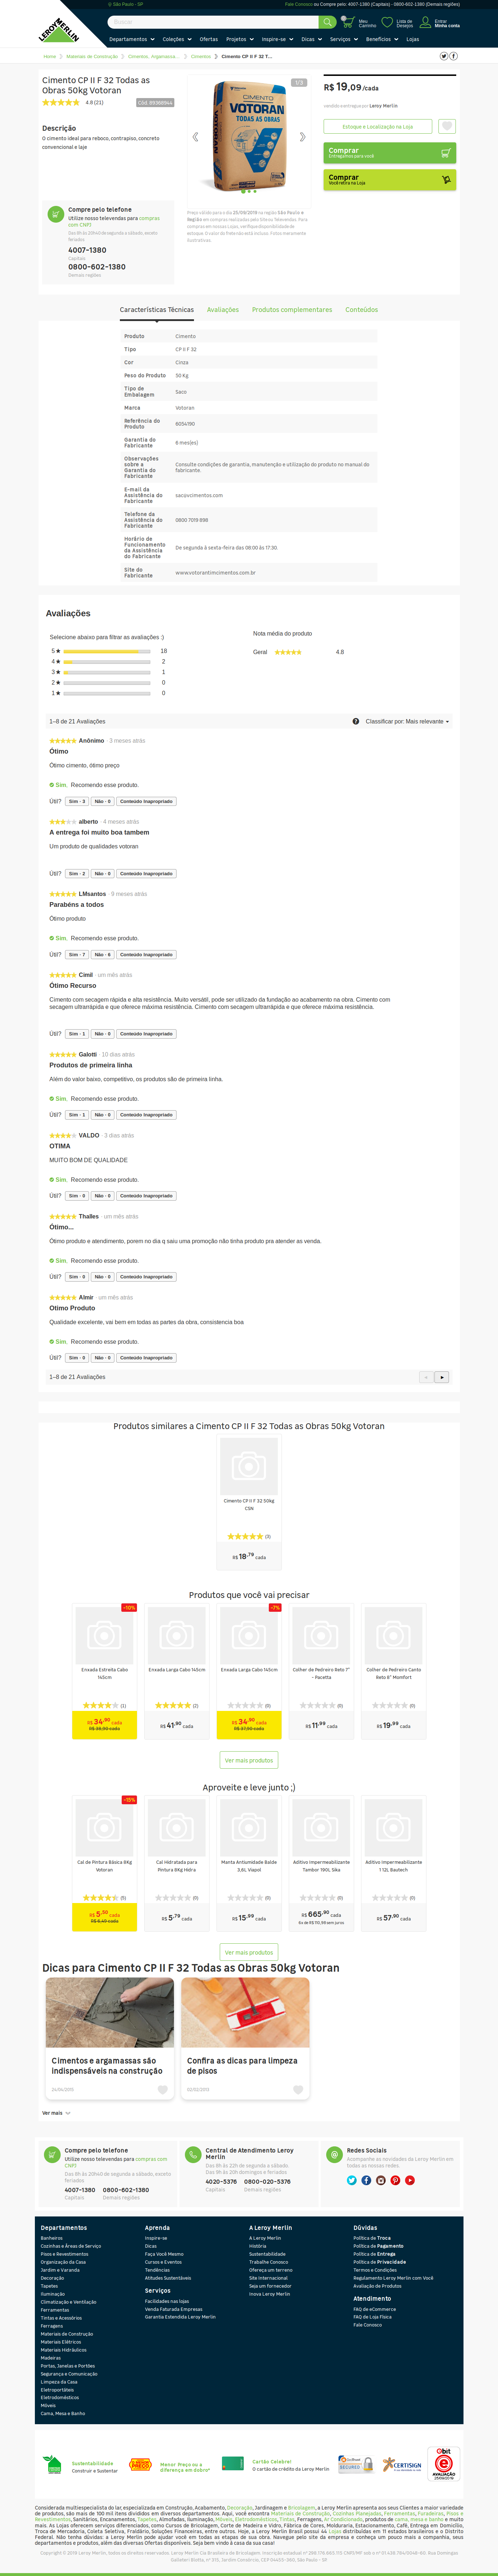 São Paulo - SP
Fale Conosco ou Compre pelo: 4007-1380 (Capitais) - 0800-602-1380 (Demais regiões)
LEROY MERLIN
Buscar
Meu Carrinho
Lista de Desejos
Entrar
Minha conta
Departamentos
Coleções
Ofertas
Projetos
Inspire-se
Dicas
Serviços
Benefícios
Lojas
Home > Materiais de Construção > Cimentos, Argamassa... > Cimentos > Cimento CP II F 32 T...
Cimento CP II F 32 Todas as Obras 50kg Votoran
4.8 (21)
Cód. 89368944
Descrição
O cimento ideal para reboco, contrapiso, concreto convencional e laje
Compre pelo telefone
Utilize nosso televendas para compras com CNPJ
Das 8h às 20h40 de segunda a sábado, exceto feriados
4007-1380
Capitais
0800-602-1380
Demais regiões
1/3
CIMENTO
VOTORAN
TODAS AS OBRAS
Preço válido para o dia 25/09/2019 na região São Paulo e Região em compras realizadas pelo Site ou Televendas. Para compras em nossas Lojas, verifique disponibilidade de estoque. O valor do frete não está incluso. Fotos meramente ilustrativas.
R$ 19,09 /cada
vendido e entregue por Leroy Merlin
Estoque e Localização na Loja
Comprar
Entregamos para você
Comprar
Você retira na Loja
Características Técnicas
Avaliações
Produtos complementares
Conteúdos
Produto Cimento
Tipo CP II F 32
Cor Cinza
Peso do Produto 50 Kg
Tipo de Embalagem Saco
Marca Votoran
Referência do Produto 6054190
Garantia do Fabricante 6 mes(es)
Observações sobre a Garantia do Fabricante Consulte condições de garantia, manutenção e utilização do produto no manual do fabricante.
E-mail da Assistência do Fabricante sacavcimentos.com
Telefone da Assistência do Fabricante 0800 7019 898
Horário de Funcionamento da Assistência do Fabricante De segunda à sexta-feira das 08:00 às 17:30.
Site do Fabricante www.votorantimcimentos.com.br
Avaliações
Selecione abaixo para filtrar as avaliações :)
5★ 18
4★ 2
3★ 1
2★ 0
1★ 0
Nota média do produto
Geral 4.8
1–8 de 21 Avaliações
? Classificar por: Mais relevante
Anônimo · 3 meses atrás
Ótimo
Otimo cimento, ótimo preço
Sim. Recomendo esse produto.
Útil? Sim · 3 Não · 0 Conteúdo Inapropriado
alberto · 4 meses atrás
A entrega foi muito boa tambem
Um produto de qualidades votoran
Útil? Sim · 2 Não · 0 Conteúdo Inapropriado
LMsantos · 9 meses atrás
Parabéns a todos
Ótimo produto
Sim. Recomendo esse produto.
Útil? Sim · 7 Não · 6 Conteúdo Inapropriado
Cimil · um mês atrás
Ótimo Recurso
Cimento com secagem rápida e alta resistência. Muito versátil, pode ser utilizado da fundação ao acabamento na obra. Cimento com secagem ultrarrápida e que oferece máxima resistência. Cimento com secagem ultrarrápida e que oferece máxima resistência.
Útil? Sim · 1 Não · 0 Conteúdo Inapropriado
Galotti · 10 dias atrás
Produtos de primeira linha
Além do valor baixo, competitivo, os produtos são de primeira linha.
Sim. Recomendo esse produto.
Útil? Sim · 1 Não · 0 Conteúdo Inapropriado
VALDO · 3 dias atrás
OTIMA
MUITO BOM DE QUALIDADE
Sim. Recomendo esse produto.
Útil? Sim · 0 Não · 0 Conteúdo Inapropriado
Thalles · um mês atrás
Ótimo...
Ótimo produto e atendimento, porem no dia q saiu uma promoção não tinha produto pra atender as venda.
Sim. Recomendo esse produto.
Útil? Sim · 0 Não · 0 Conteúdo Inapropriado
Almir · um mês atrás
Otimo Produto
Qualidade excelente, vai bem em todas as partes da obra, consistencia boa
Sim. Recomendo esse produto.
Útil? Sim · 0 Não · 0 Conteúdo Inapropriado
1–8 de 21 Avaliações
Produtos similares a Cimento CP II F 32 Todas as Obras 50kg Votoran
Cimento CP II F 32 50kg CSN
(3)
R$ 18,79 cada
Produtos que você vai precisar
-10%
Enxada Estreita Cabo 145cm
(1)
R$ 34,90 cada
R$ 38,90 cada
Enxada Larga Cabo 145cm
(2)
R$ 41,90 cada
-7%
Enxada Larga Cabo 145cm
(0)
R$ 34,90 cada
R$ 37,90 cada
Colher de Pedreiro Reto 7" - Pacetta
(0)
R$ 11,99 cada
Colher de Pedreiro Canto Reto 8" Momfort
(0)
R$ 19,99 cada
Ver mais produtos
Aproveite e leve junto ;)
-15%
Cal de Pintura Básica 8Kg Votoran
(5)
R$ 5,50 cada
R$ 6,49 cada
Cal Hidratada para Pintura 8Kg Hidra
(0)
R$ 5,79 cada
Manta Antiumidade Balde 3,6L Viapol
(0)
R$ 15,99 cada
Aditivo Impermeabilizante Tambor 190L Sika
(0)
R$ 665,90 cada
6x de R$ 110,98 sem juros
Aditivo Impermeabilizante 1 12L Bautech
(0)
R$ 57,90 cada
Ver mais produtos
Dicas para Cimento CP II F 32 Todas as Obras 50kg Votoran
Cimentos e argamassas são indispensáveis na construção
Confira as dicas para limpeza de pisos
Ver mais
Compre pelo telefone
Utilize nosso televendas para compras com CNPJ
Das 8h às 20h40 de segunda a sábado, exceto feriados
4007-1380
Capitais
0800-602-1380
Demais regiões
Central de Atendimento Leroy Merlin
Das 8h às 22h de segunda a sábado.
Das 9h às 20h domingos e feriados
4020-5376
Capitais
0800-020-5376
Demais regiões
Redes Sociais
Acompanhe as novidades da Leroy Merlin em todas as nossas redes.
Departamentos
Banheiros
Cozinhas e Áreas de Serviço
Pisos e Revestimentos
Organização da Casa
Jardim e Varanda
Decoração
Tapetes
Iluminação
Climatização e Ventilação
Ferramentas
Tintas e Acessórios
Ferragens
Materiais de Construção
Materiais Elétricos
Materiais Hidráulicos
Madeiras
Portas, Janelas e Portões
Segurança e Comunicação
Limpeza da Casa
Eletroportáteis
Eletrodomésticos
Móveis
Cama, Mesa e Banho
Aprenda
Inspire-se
Dicas
Faça Você Mesmo
Cursos e Eventos
Tendências
Atitudes Sustentáveis
Serviços
Facilidades nas lojas
Venda Faturada Empresas
Garantia Estendida Leroy Merlin
A Leroy Merlin
A Leroy Merlin
História
Sustentabilidade
Trabalhe Conosco
Ofereça um terreno
Site Internacional
Seja um fornecedor
Inova Leroy Merlin
Dúvidas
Política de Troca
Política de Pagamento
Política de Entrega
Política de Privacidade
Termos e Condições
Regulamento Leroy Merlin com Você
Avaliação de Produtos
Atendimento
FAQ de eCommerce
FAQ de Loja Física
Fale Conosco
Sustentabilidade
Construir e Sustentar
Menor Preço ou a diferença em dobro*
Cartão Celebre!
O cartão de crédito da Leroy Merlin
SECURED
CERTISIGN
ebit
AVALIAÇÃO
Considerada multiespecialista do lar, especializada em Construção, Acabamento, Decoração, Jardinagem e Bricolagem, a Leroy Merlin apresenta aos seus Clientes a maior variedade de produtos, são mais de 100 mil itens divididos em diversos departamentos. Aqui, você encontra Materiais de Construção, Cozinhas Planejadas, Ferramentas, Furadeiras, Pisos e Revestimentos, Sanitários, Encanamentos, Tapetes, Almofadas, Iluminação, Móveis, Eletrodomésticos, Tintas, Ferragens, Ar Condicionado, produtos de cama, mesa e banho e muito mais. As Lojas oferecem serviços diferenciados como Cursos de Bricolagem, Corte de Madeira e Vidro, Fábrica de Cores, Molduraria, Estacionamento, Café, Entrega em Domicílio, Troca de Mercadoria, Coleta Seletiva, Fraldário, Soluções Financeiras, entre outros. Hoje, a Leroy Merlin Brasil possui 44 Lojas distribuídas em 11 estados brasileiros e o Distrito Federal. Não tenha dúvidas: a Leroy Merlin pode ajudar você em todas as etapas de sua obra. Navegue pelo site da empresa e conheça um pouco mais a empresa, seus departamentos e produtos, além das diversas Ofertas disponíveis. Seja bem vindo à casa da sua casa!